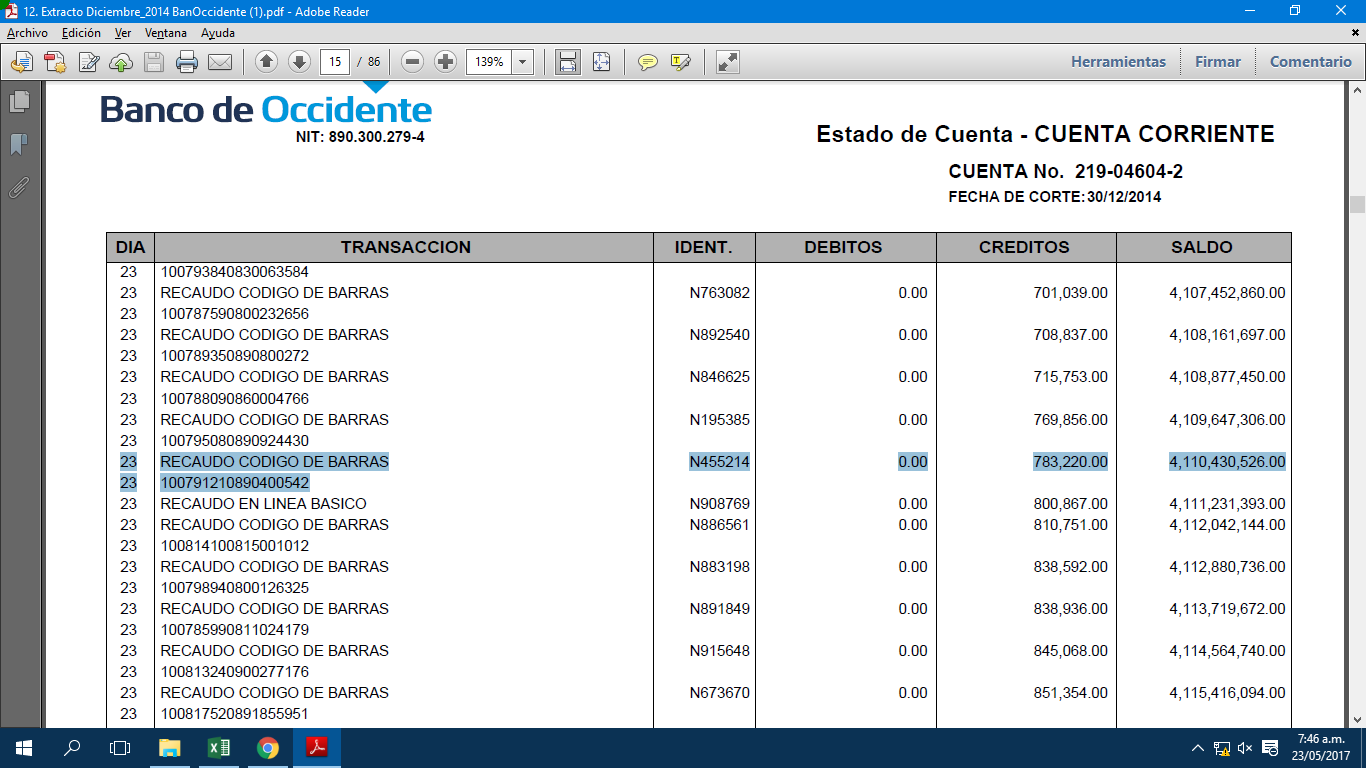 12. Extracto Diciembre_2014 BanOccidente (1).pdf - Adobe Reader
Archivo Edición Ver Ventana Ayuda
15 / 86 139% Herramientas Firmar Comentario
Banco de Occidente
NIT: 890.300.279-4
Estado de Cuenta - CUENTA CORRIENTE
CUENTA No. 219-04604-2
FECHA DE CORTE: 30/12/2014
DIA TRANSACCION IDENT. DEBITOS CREDITOS SALDO
23 100793840830063584
23 RECAUDO CODIGO DE BARRAS N763082 0.00 701,039.00 4,107,452,860.00
23 100787590800232656
23 RECAUDO CODIGO DE BARRAS N892540 0.00 708,837.00 4,108,161,697.00
23 100789350890800272
23 RECAUDO CODIGO DE BARRAS N846625 0.00 715,753.00 4,108,877,450.00
23 100788090860004766
23 RECAUDO CODIGO DE BARRAS N195385 0.00 769,856.00 4,109,647,306.00
23 100795080890924430
23 RECAUDO CODIGO DE BARRAS N455214 0.00 783,220.00 4,110,430,526.00
23 100791210890400542
23 RECAUDO EN LINEA BASICO N908769 0.00 800,867.00 4,111,231,393.00
23 RECAUDO CODIGO DE BARRAS N886561 0.00 810,751.00 4,112,042,144.00
23 100814100815001012
23 RECAUDO CODIGO DE BARRAS N883198 0.00 838,592.00 4,112,880,736.00
23 100798940800126325
23 RECAUDO CODIGO DE BARRAS N891849 0.00 838,936.00 4,113,719,672.00
23 100785990811024179
23 RECAUDO CODIGO DE BARRAS N915648 0.00 845,068.00 4,114,564,740.00
23 100813240900277176
23 RECAUDO CODIGO DE BARRAS N673670 0.00 851,354.00 4,115,416,094.00
23 100817520891855951
7:46 a.m.
23/05/2017